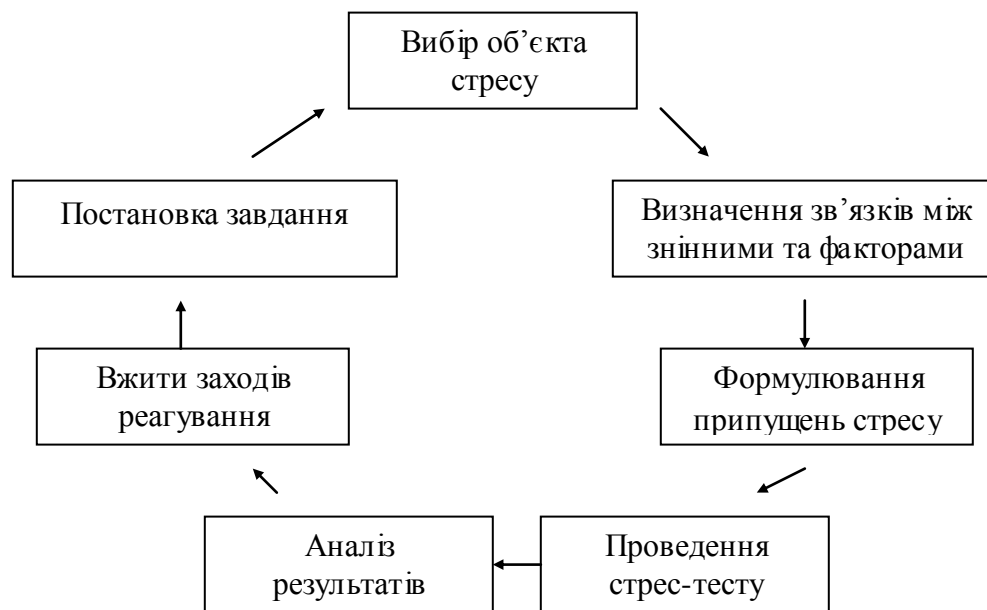 Вибір об’єкта
стресу
Постановка завдання
Визначення зв’язків між
знінними та факторами
Вжити заходів
реагування
Формулювання
припущень стресу
Аналіз
результатів
Проведення
стрес-тесту